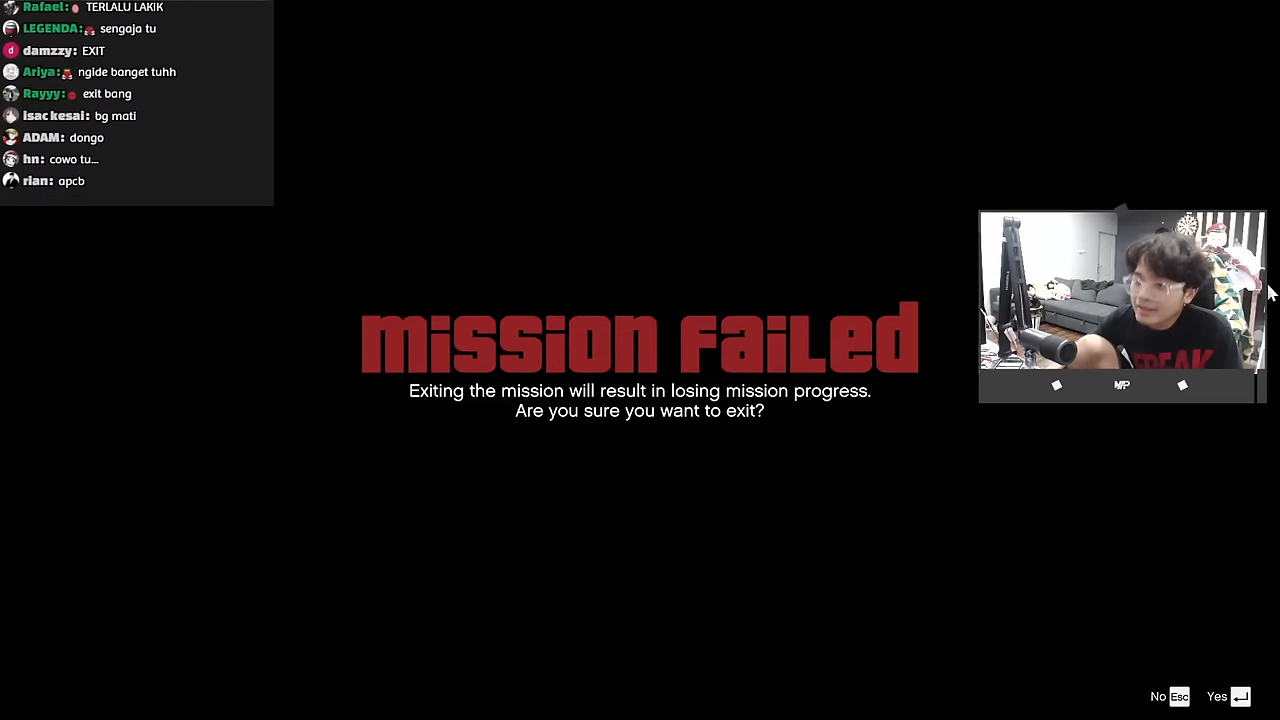 Rafael: TERLALU LAKIK
LEGENDA: sengaja tu
d damzzy: EXIT
Ariya: ngide banget tuhh
Rayyy: exit bang
isac kesai: bg mati
ADAM: dongo
hn: cowo tu...
rian: apcb
mission failed
Exiting the mission will result in losing mission progress.
Are you sure you want to exit?
FREAK
No Esc Yes